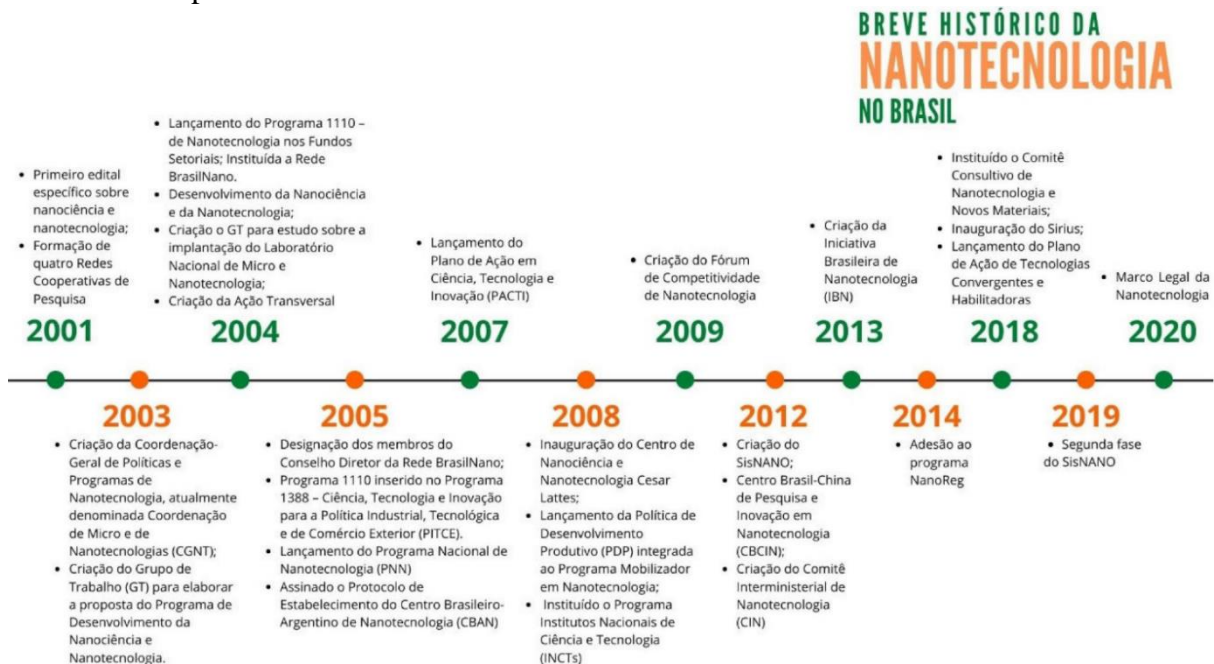 BREVE HISTÓRICO DA
NANOTECNOLOGIA
NO BRASIL
• Primeiro edital
específico sobre
nanociência e
nanotecnologia;
• Formação de
quatro Redes
Cooperativas de
Pesquisa
2001
• Lançamento do Programa 1110 –
de Nanotecnologia nos Fundos
Setoriais; Instituída a Rede
BrasilNano.
• Desenvolvimento da Nanociência
e da Nanotecnologia;
• Criação o GT para estudo sobre a
implantação do Laboratório
Nacional de Micro e
Nanotecnologia;
• Criação da Ação Transversal
2004
• Lançamento do
Plano de Ação em
Ciência, Tecnologia e
Inovação (PACTI)
2007
• Criação do Fórum
de Competitividade
de Nanotecnologia
2009
• Criação da
Iniciativa
Brasileira de
Nanotecnologia
(IBN)
2013
• Instituído o Comitê
Consultivo de
Nanotecnologia e
Novos Materiais;
• Inauguração do Sirius;
• Lançamento do Plano
de Ação de Tecnologias
Convergentes e
Habilitadoras
2018
• Marco Legal da
Nanotecnologia
2020
2003
• Criação da Coordenação-
Geral de Políticas e
Programas de
Nanotecnologia, atualmente
denominada Coordenação
de Micro e de
Nanotecnologias (CGNT);
• Criação do Grupo de
Trabalho (GT) para elaborar
a proposta do Programa de
Desenvolvimento da
Nanociência e
Nanotecnologia.
2005
• Designação dos membros do
Conselho Diretor da Rede BrasilNano;
• Programa 1110 inserido no Programa
1388 – Ciência, Tecnologia e Inovação
para a Política Industrial, Tecnológica
e de Comércio Exterior (PITCE).
• Lançamento do Programa Nacional de
Nanotecnologia (PNN)
• Assinado o Protocolo de
Estabelecimento do Centro Brasileiro-
Argentino de Nanotecnologia (CBAN)
2008
• Inauguração do Centro de
Nanociência e
Nanotecnologia Cesar
Lattes;
• Lançamento da Política de
Desenvolvimento
Produtivo (PDP) integrada
ao Programa Mobilizador
em Nanotecnologia;
• Instituído o Programa
Institutos Nacionais de
Ciência e Tecnologia
(INCTs)
2012
• Criação do
SisNANO;
• Centro Brasil-China
de Pesquisa e
Inovação em
Nanotecnologia
(CBCIN);
• Criação do Comitê
Interministerial de
Nanotecnologia
(CIN)
2014
• Adesão ao
programa
NanoReg
2019
• Segunda fase
do SisNANO